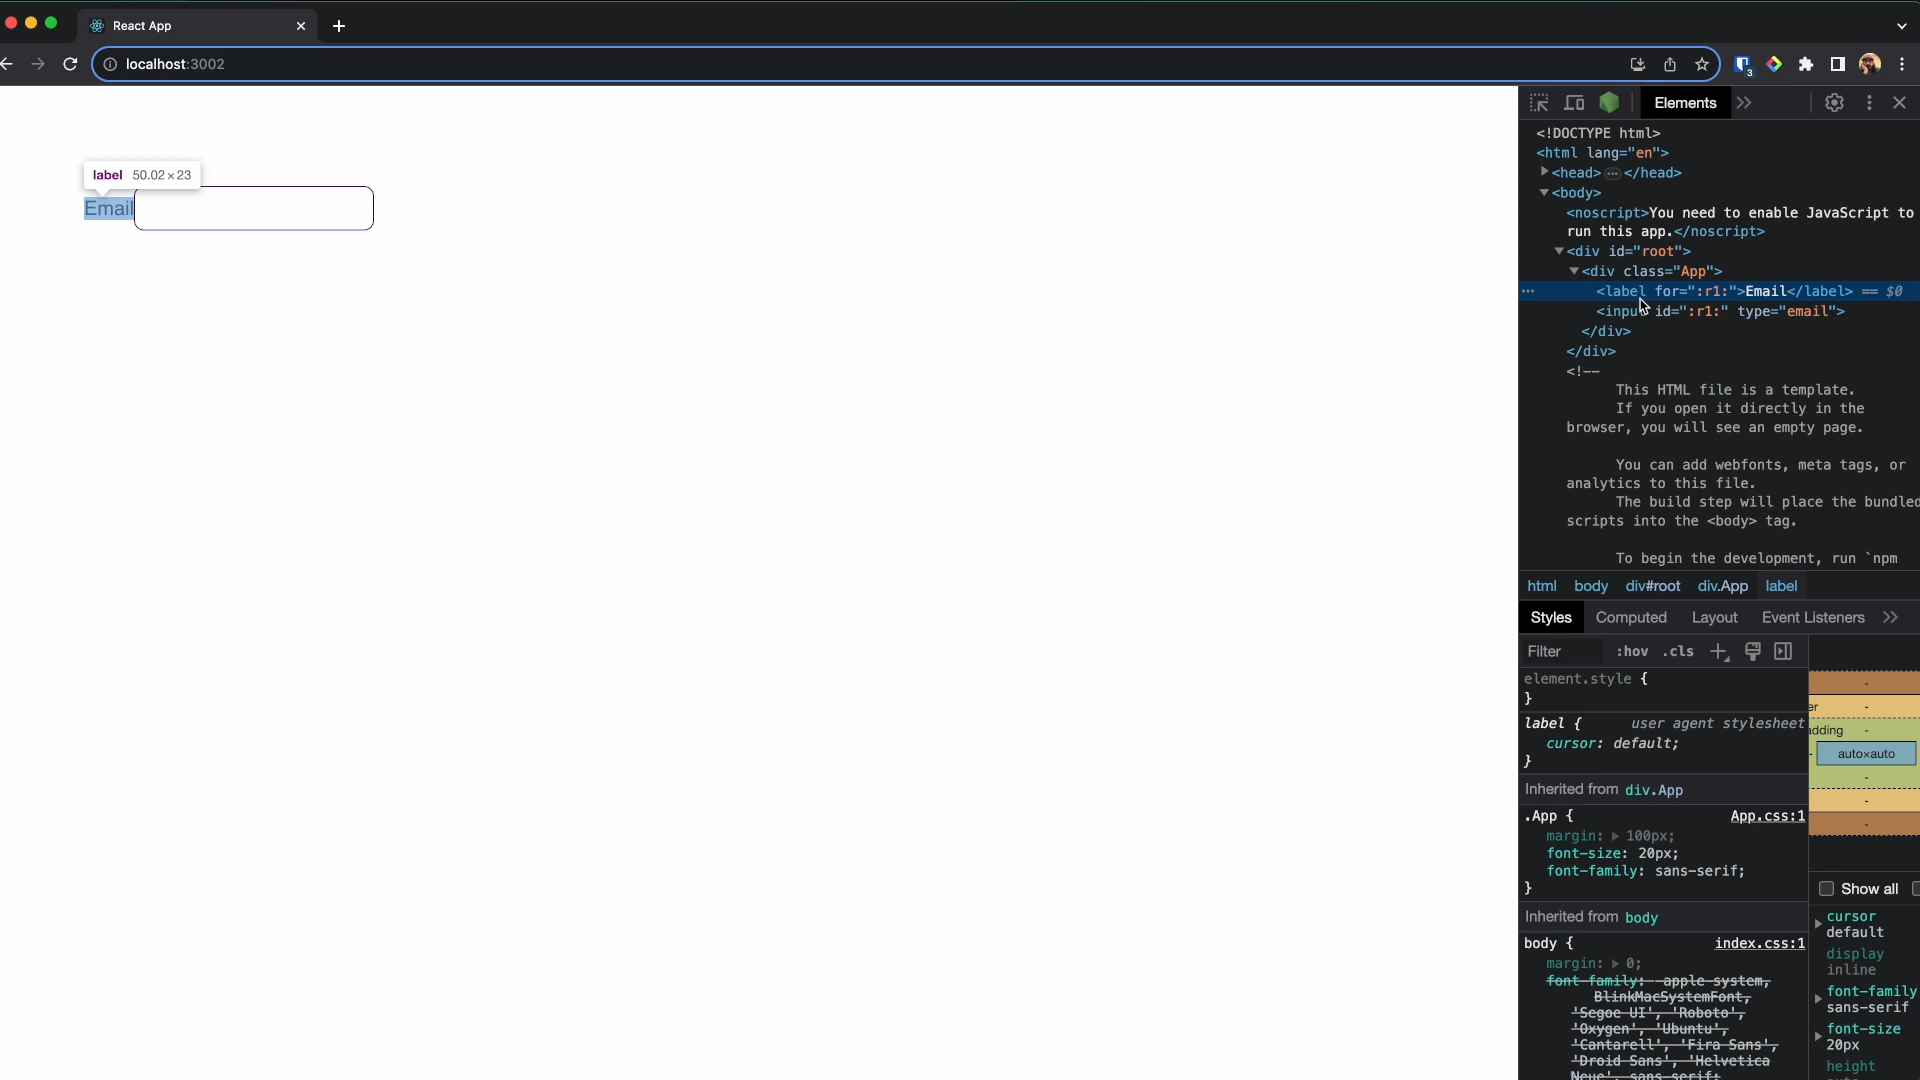 React App
localhost:3002
3
Elements
<!DOCTYPE html>
<html lang="en">
<head> … </head>
<body>
<noscript>You need to enable JavaScript to
run this app.</noscript>
<div id="root">
<div class="App">
<label for=":r1:">Email</label> == $0
<input id=":r1:" type="email">
</div>
</div>
<!--
This HTML file is a template.
If you open it directly in the
browser, you will see an empty page.
You can add webfonts, meta tags, or
analytics to this file.
The build step will place the bundled
scripts into the <body> tag.
To begin the development, run `npm
label 50.02×23
Email
html body div#root div.App label
Styles Computed Layout Event Listeners
Filter :hov .cls
element.style {
}
label { user agent stylesheet
cursor: default;
}
Inherited from div.App
.App { App.css:1
margin: 100px;
font-size: 20px;
font-family: sans-serif;
}
Inherited from body
body { index.css:1
margin: 0;
font-family: -apple-system,
BlinkMacSystemFont,
'Segoe UI', 'Roboto',
'Oxygen', 'Ubuntu',
'Cantarell', 'Fira Sans',
'Droid Sans', 'Helvetica
Neue', sans-serif;
-
er -
adding -
- auto×auto
-
-
-
Show all
cursor
default
display
inline
font-family
sans-serif
font-size
20px
height